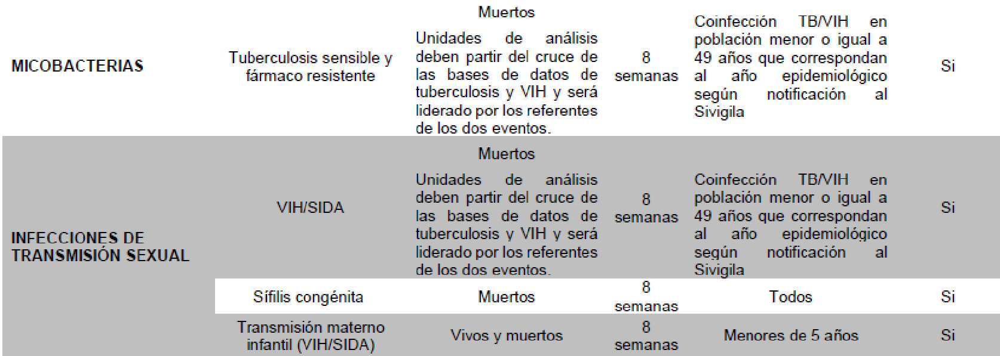 MICOBACTERIAS
Tuberculosis sensible y
fármaco resistente
Muertos
Unidades de análisis
deben partir del cruce de
las bases de datos de
tuberculosis y VIH y será
liderado por los referentes
de los dos eventos.
8
semanas
Coinfección TB/VIH en
población menor o igual a
49 años que correspondan
al año epidemiológico
según notificación al
Sivigila
Si
INFECCIONES DE
TRANSMISIÓN SEXUAL
VIH/SIDA
Muertos
Unidades de análisis
deben partir del cruce de
las bases de datos de
tuberculosis y VIH y será
liderado por los referentes
de los dos eventos.
8
semanas
Coinfección TB/VIH en
población menor o igual a
49 años que correspondan
al año epidemiológico
según notificación al
Sivigila
Si
Sífilis congénita
Muertos
8
semanas
Todos
Si
Transmisión materno
infantil (VIH/SIDA)
Vivos y muertos
8
semanas
Menores de 5 años
Si